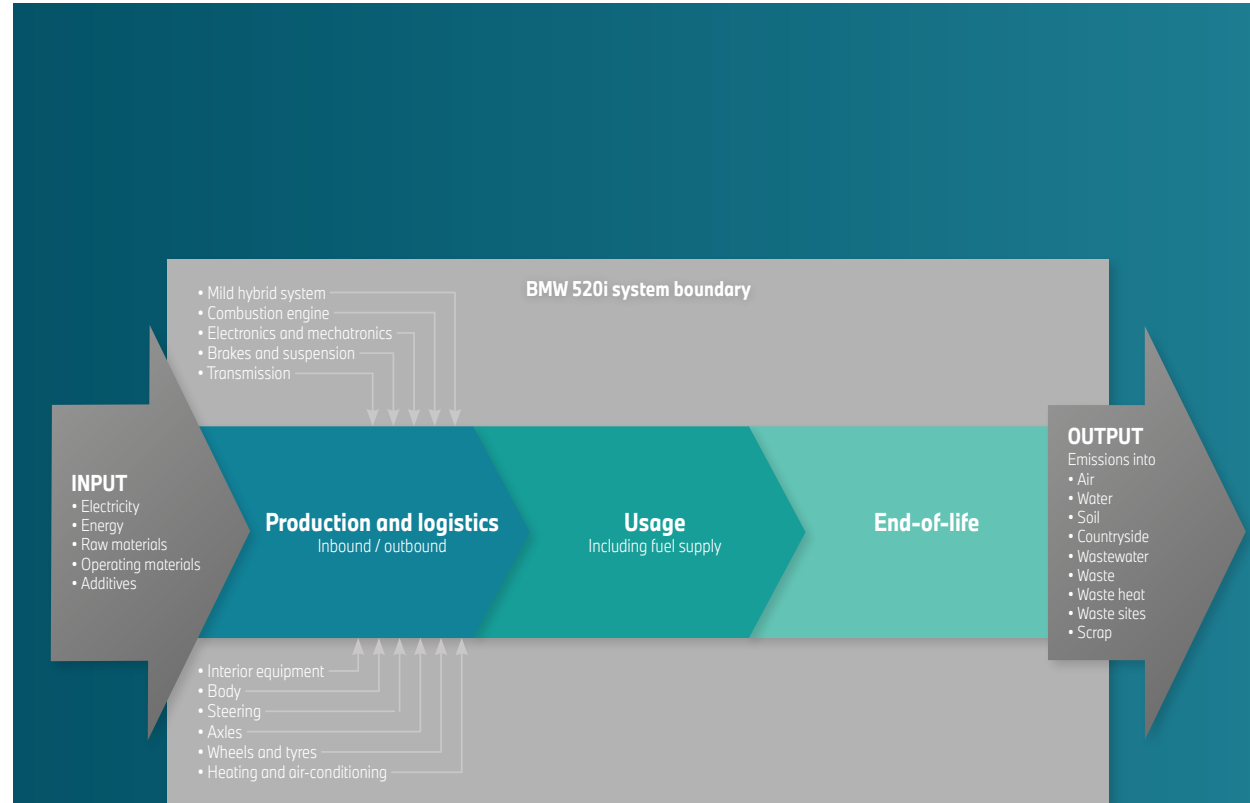 BMW 520i system boundary
• Mild hybrid system
• Combustion engine
• Electronics and mechatronics
• Brakes and suspension
• Transmission
INPUT
• Electricity
• Energy
• Raw materials
• Operating materials
• Additives
Production and logistics
Inbound / outbound
Usage
Including fuel supply
End-of-life
OUTPUT
Emissions into
• Air
• Water
• Soil
• Countryside
• Wastewater
• Waste
• Waste heat
• Waste sites
• Scrap
• Interior equipment
• Body
• Steering
• Axles
• Wheels and tyres
• Heating and air-conditioning